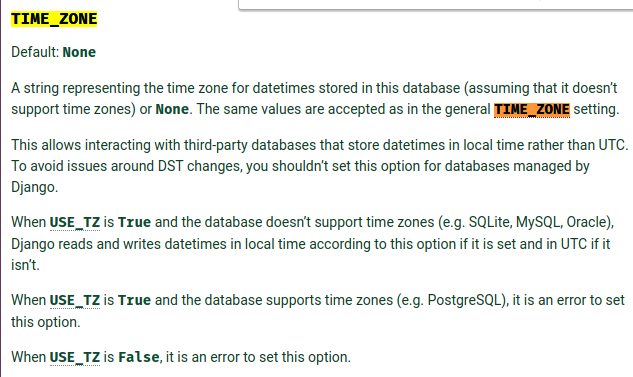 TIME_ZONE
Default: None
A string representing the time zone for datetimes stored in this database (assuming that it doesn’t
support time zones) or None. The same values are accepted as in the general TIME_ZONE setting.
This allows interacting with third-party databases that store datetimes in local time rather than UTC.
To avoid issues around DST changes, you shouldn’t set this option for databases managed by
Django.
When USE_TZ is True and the database doesn’t support time zones (e.g. SQLite, MySQL, Oracle),
Django reads and writes datetimes in local time according to this option if it is set and in UTC if it
isn’t.
When USE_TZ is True and the database supports time zones (e.g. PostgreSQL), it is an error to set
this option.
When USE_TZ is False, it is an error to set this option.